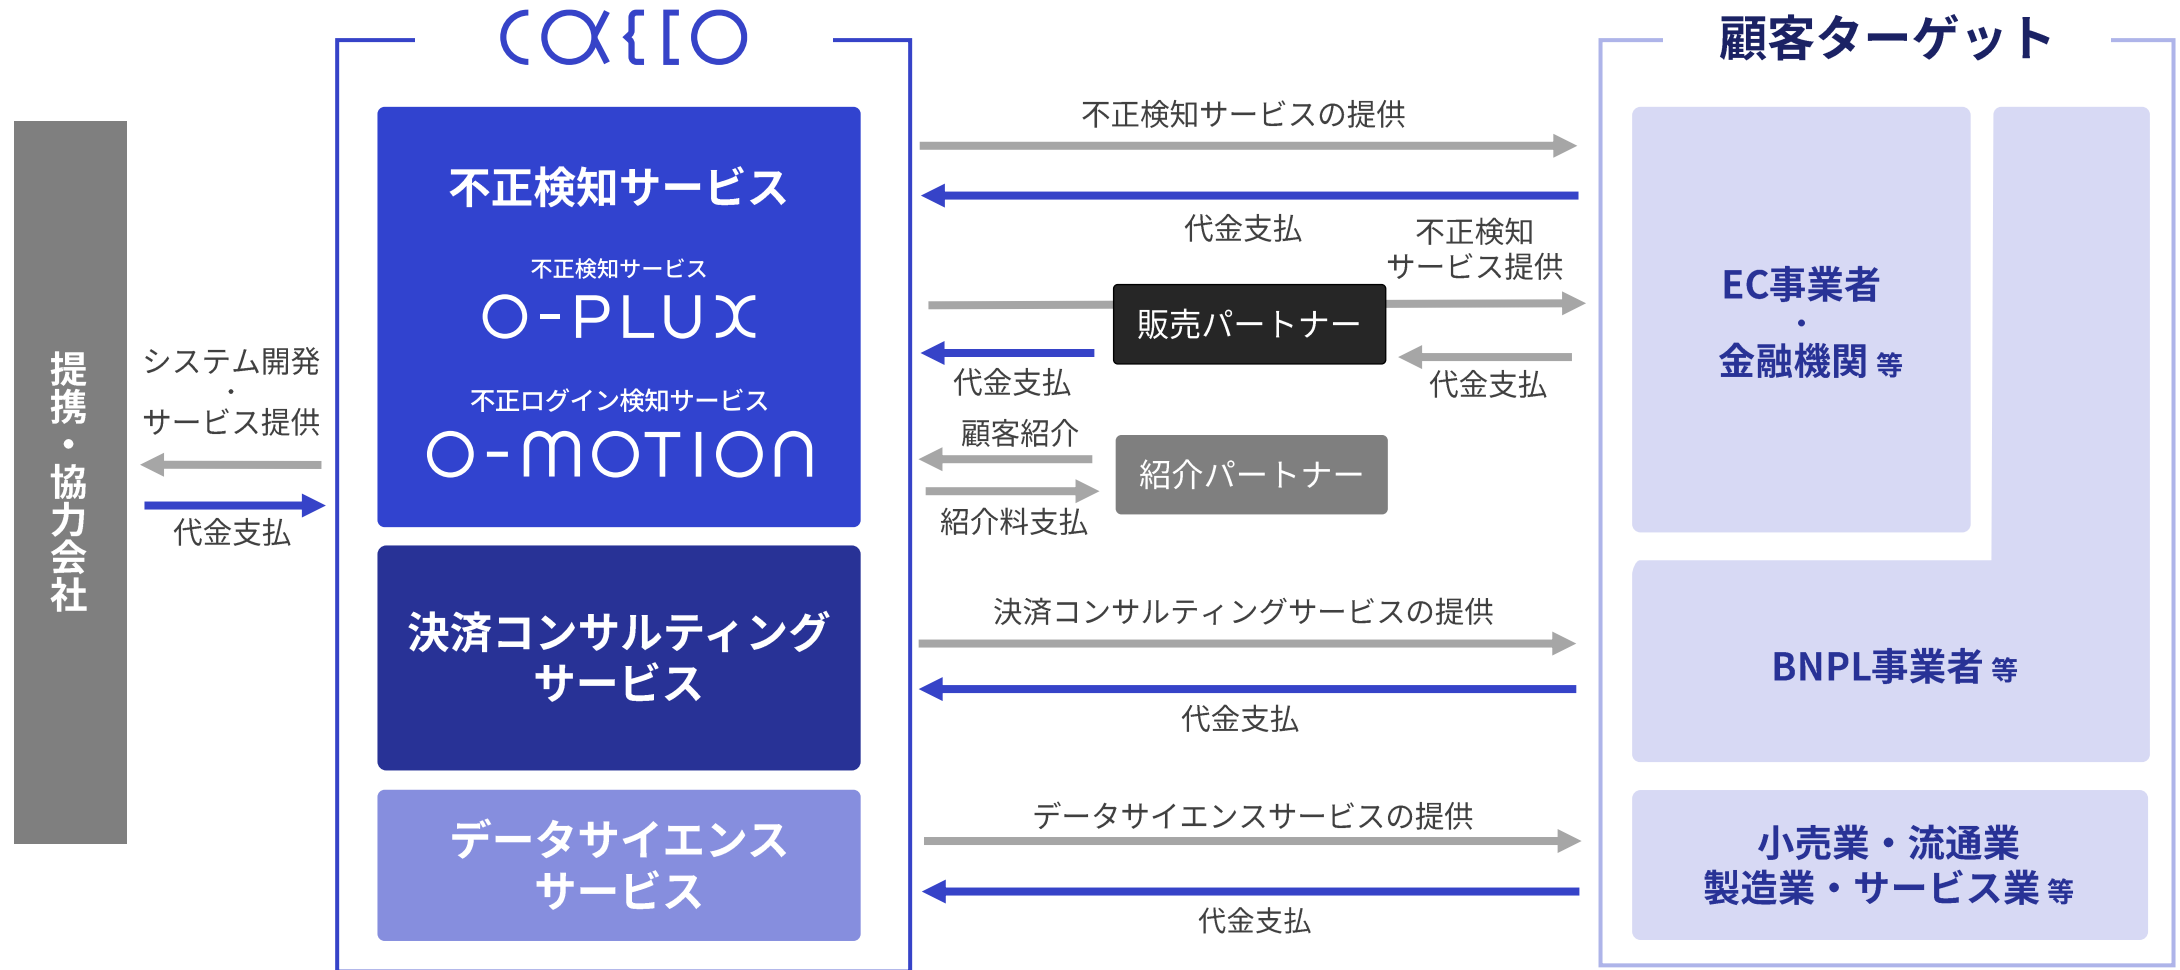 提携・協力会社
システム開発
・
サービス提供
代金支払
cacco
不正検知サービス
不正検知サービス
O-PLUX
不正ログイン検知サービス
O-MOTION
決済コンサルティング
サービス
データサイエンス
サービス
不正検知サービスの提供
代金支払
不正検知
サービス提供
販売パートナー
代金支払
代金支払
顧客紹介
紹介パートナー
紹介料支払
決済コンサルティングサービスの提供
代金支払
データサイエンスサービスの提供
代金支払
顧客ターゲット
EC事業者
・
金融機関 等
BNPL事業者 等
小売業・流通業
製造業・サービス業 等